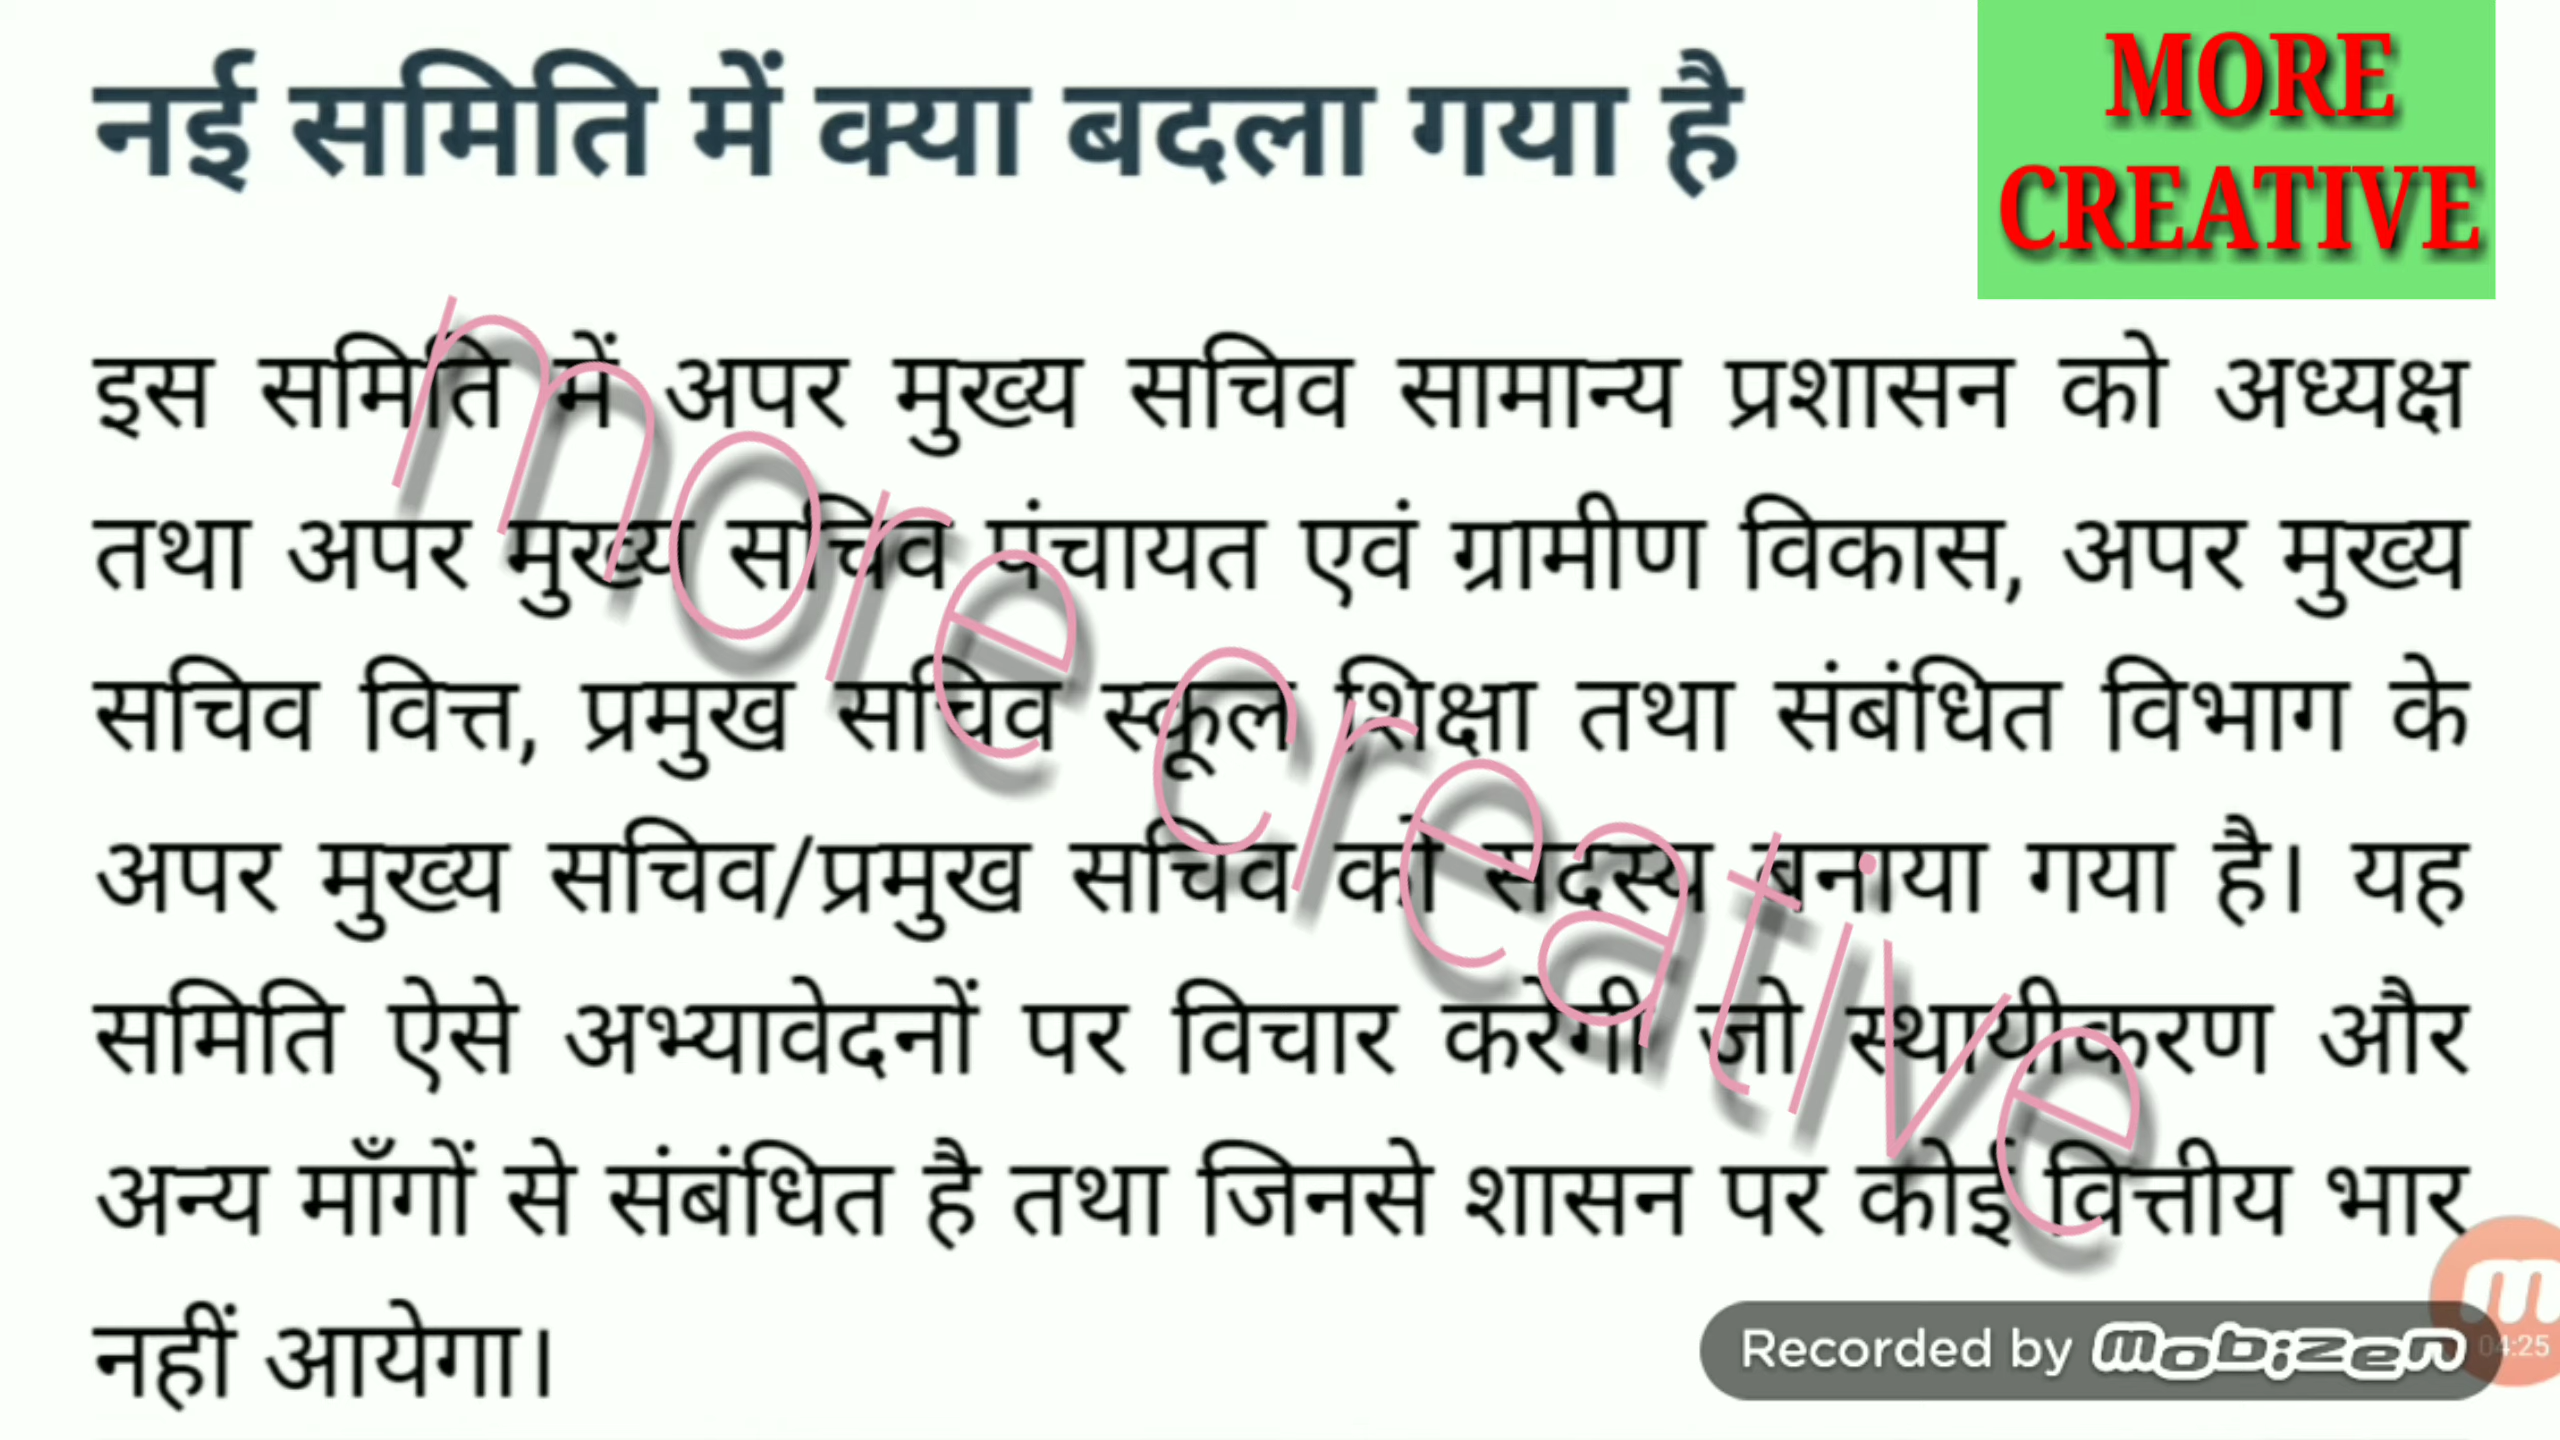 नई समिति में क्या बदला गया है
MORE
CREATIVE
इस समिति में अपर मुख्य सचिव सामान्य प्रशासन को अध्यक्ष
तथा अपर मुख्य सचिव पंचायत एवं ग्रामीण विकास, अपर मुख्य
सचिव वित्त, प्रमुख सचिव स्कूल शिक्षा तथा संबंधित विभाग के
अपर मुख्य सचिव/प्रमुख सचिव को सदस्य बनाया गया है। यह
समिति ऐसे अभ्यावेदनों पर विचार करेगी जो स्थायीकरण और
अन्य माँगों से संबंधित है तथा जिनसे शासन पर कोई वित्तीय भार
नहीं आयेगा।
more creative
Recorded by mobizen
04:25